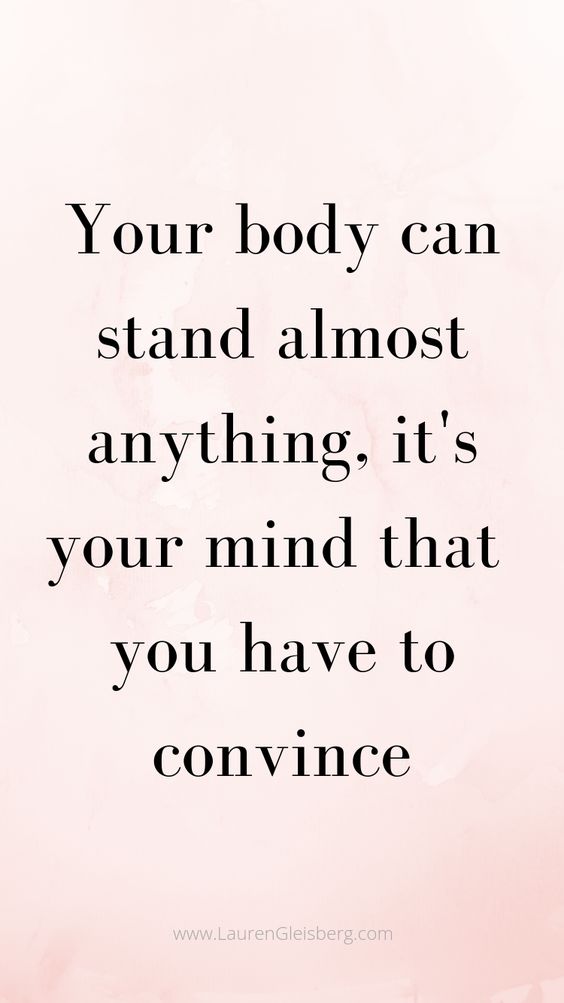 Your body can
stand almost
anything, it's
your mind that
you have to
convince
www.LaurenGleisberg.com